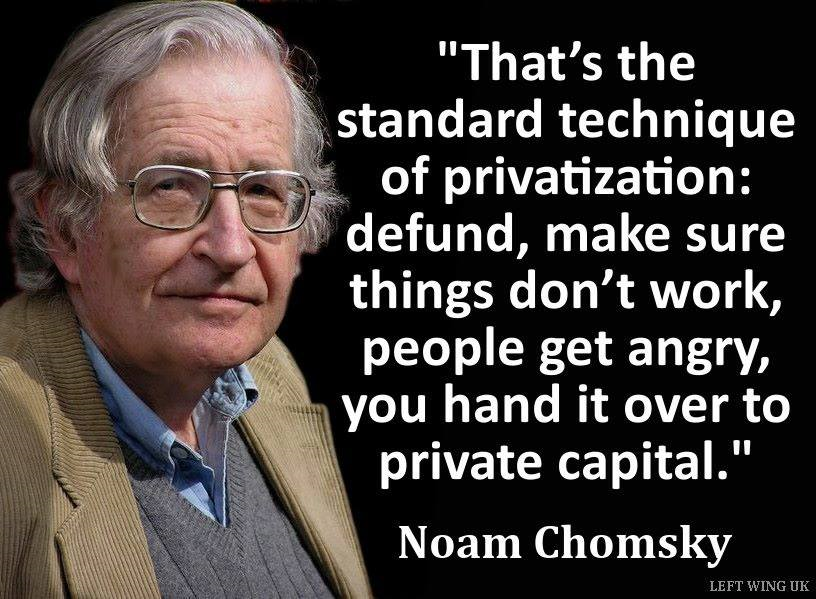 "That’s the
standard technique
of privatization:
defund, make sure
things don’t work,
people get angry,
you hand it over to
private capital."
Noam Chomsky
LEFT WING UK